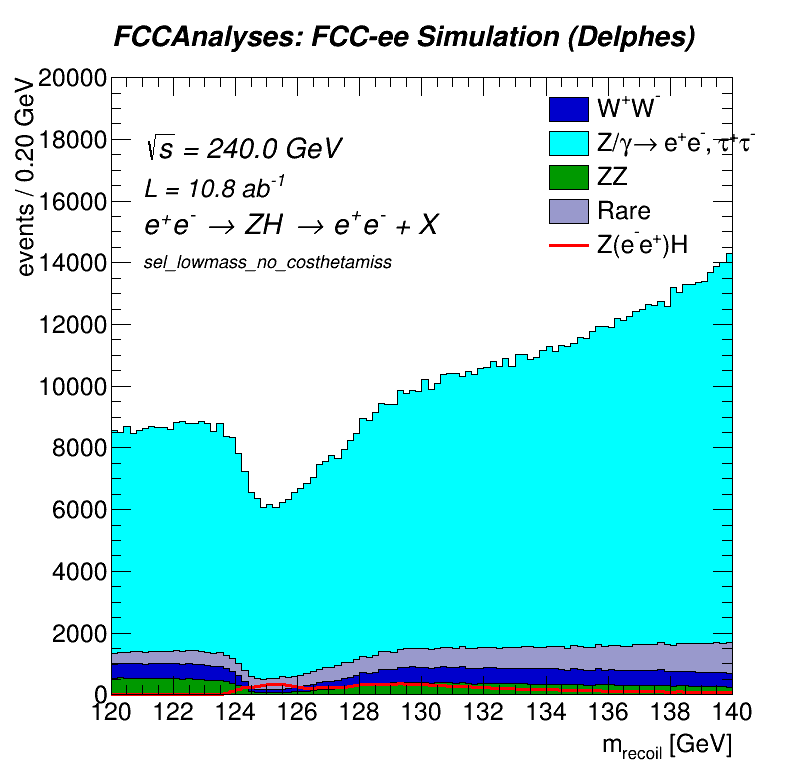 FCCAnalyses: FCC-ee Simulation (Delphes)
events / 0.20 GeV
20000
18000
16000
14000
12000
10000
8000
6000
4000
2000
0
√s = 240.0 GeV
L = 10.8 ab⁻¹
e⁺e⁻ → ZH → e⁺e⁻ + X
sel_lowmass_no_costhetamiss
W⁺W⁻
Z/γ→ e⁺e⁻, τ⁺τ⁻
ZZ
Rare
Z(e⁻e⁺)H
120 122 124 126 128 130 132 134 136 138 140
m_recoil [GeV]